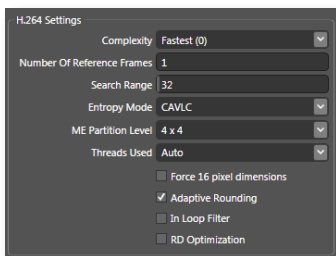 H.264 Settings
Complexity Fastest (0)
Number Of Reference Frames 1
Search Range 32
Entropy Mode CAVLC
ME Partition Level 4 x 4
Threads Used Auto
Force 16 pixel dimensions
Adaptive Rounding
In Loop Filter
RD Optimization